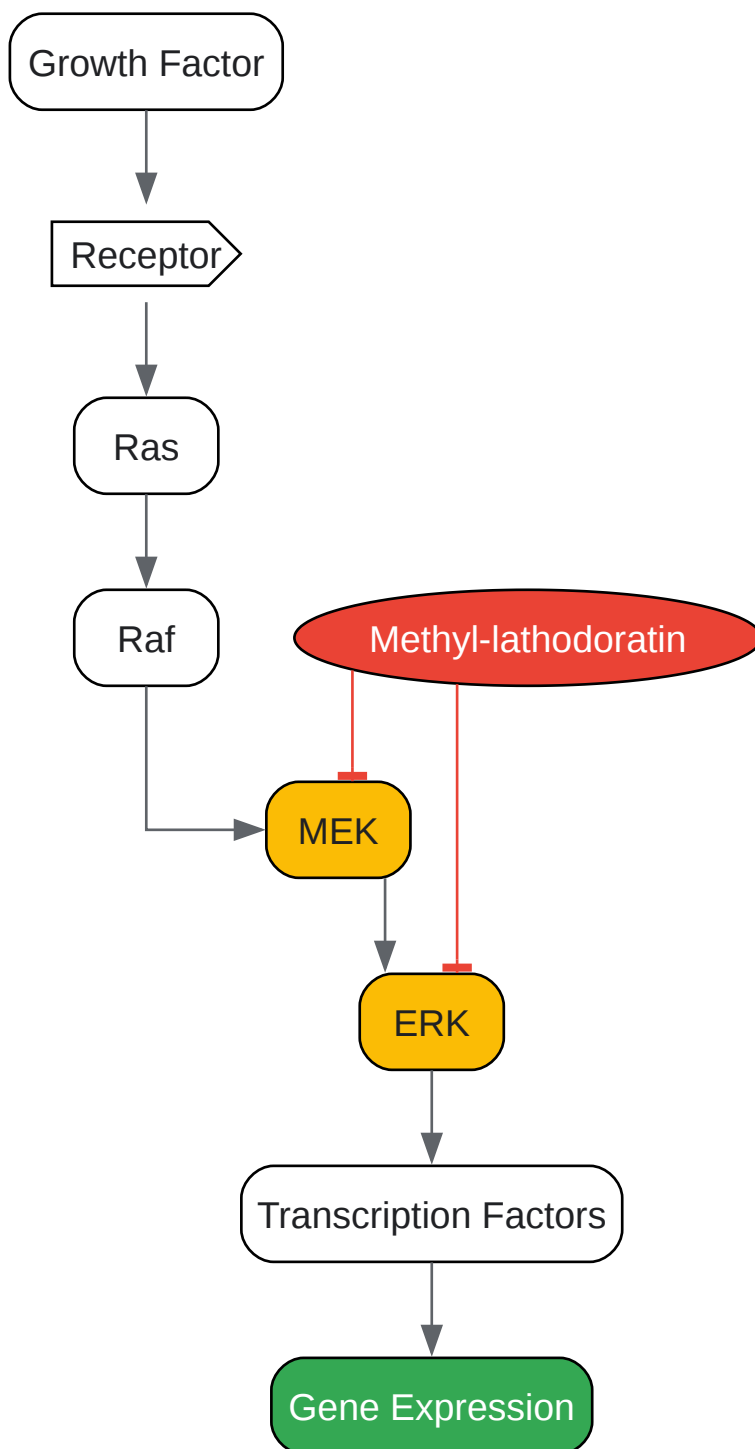 Growth Factor
Receptor
Ras
Raf
Methyl-lathodoratin
MEK
ERK
Transcription Factors
Gene Expression